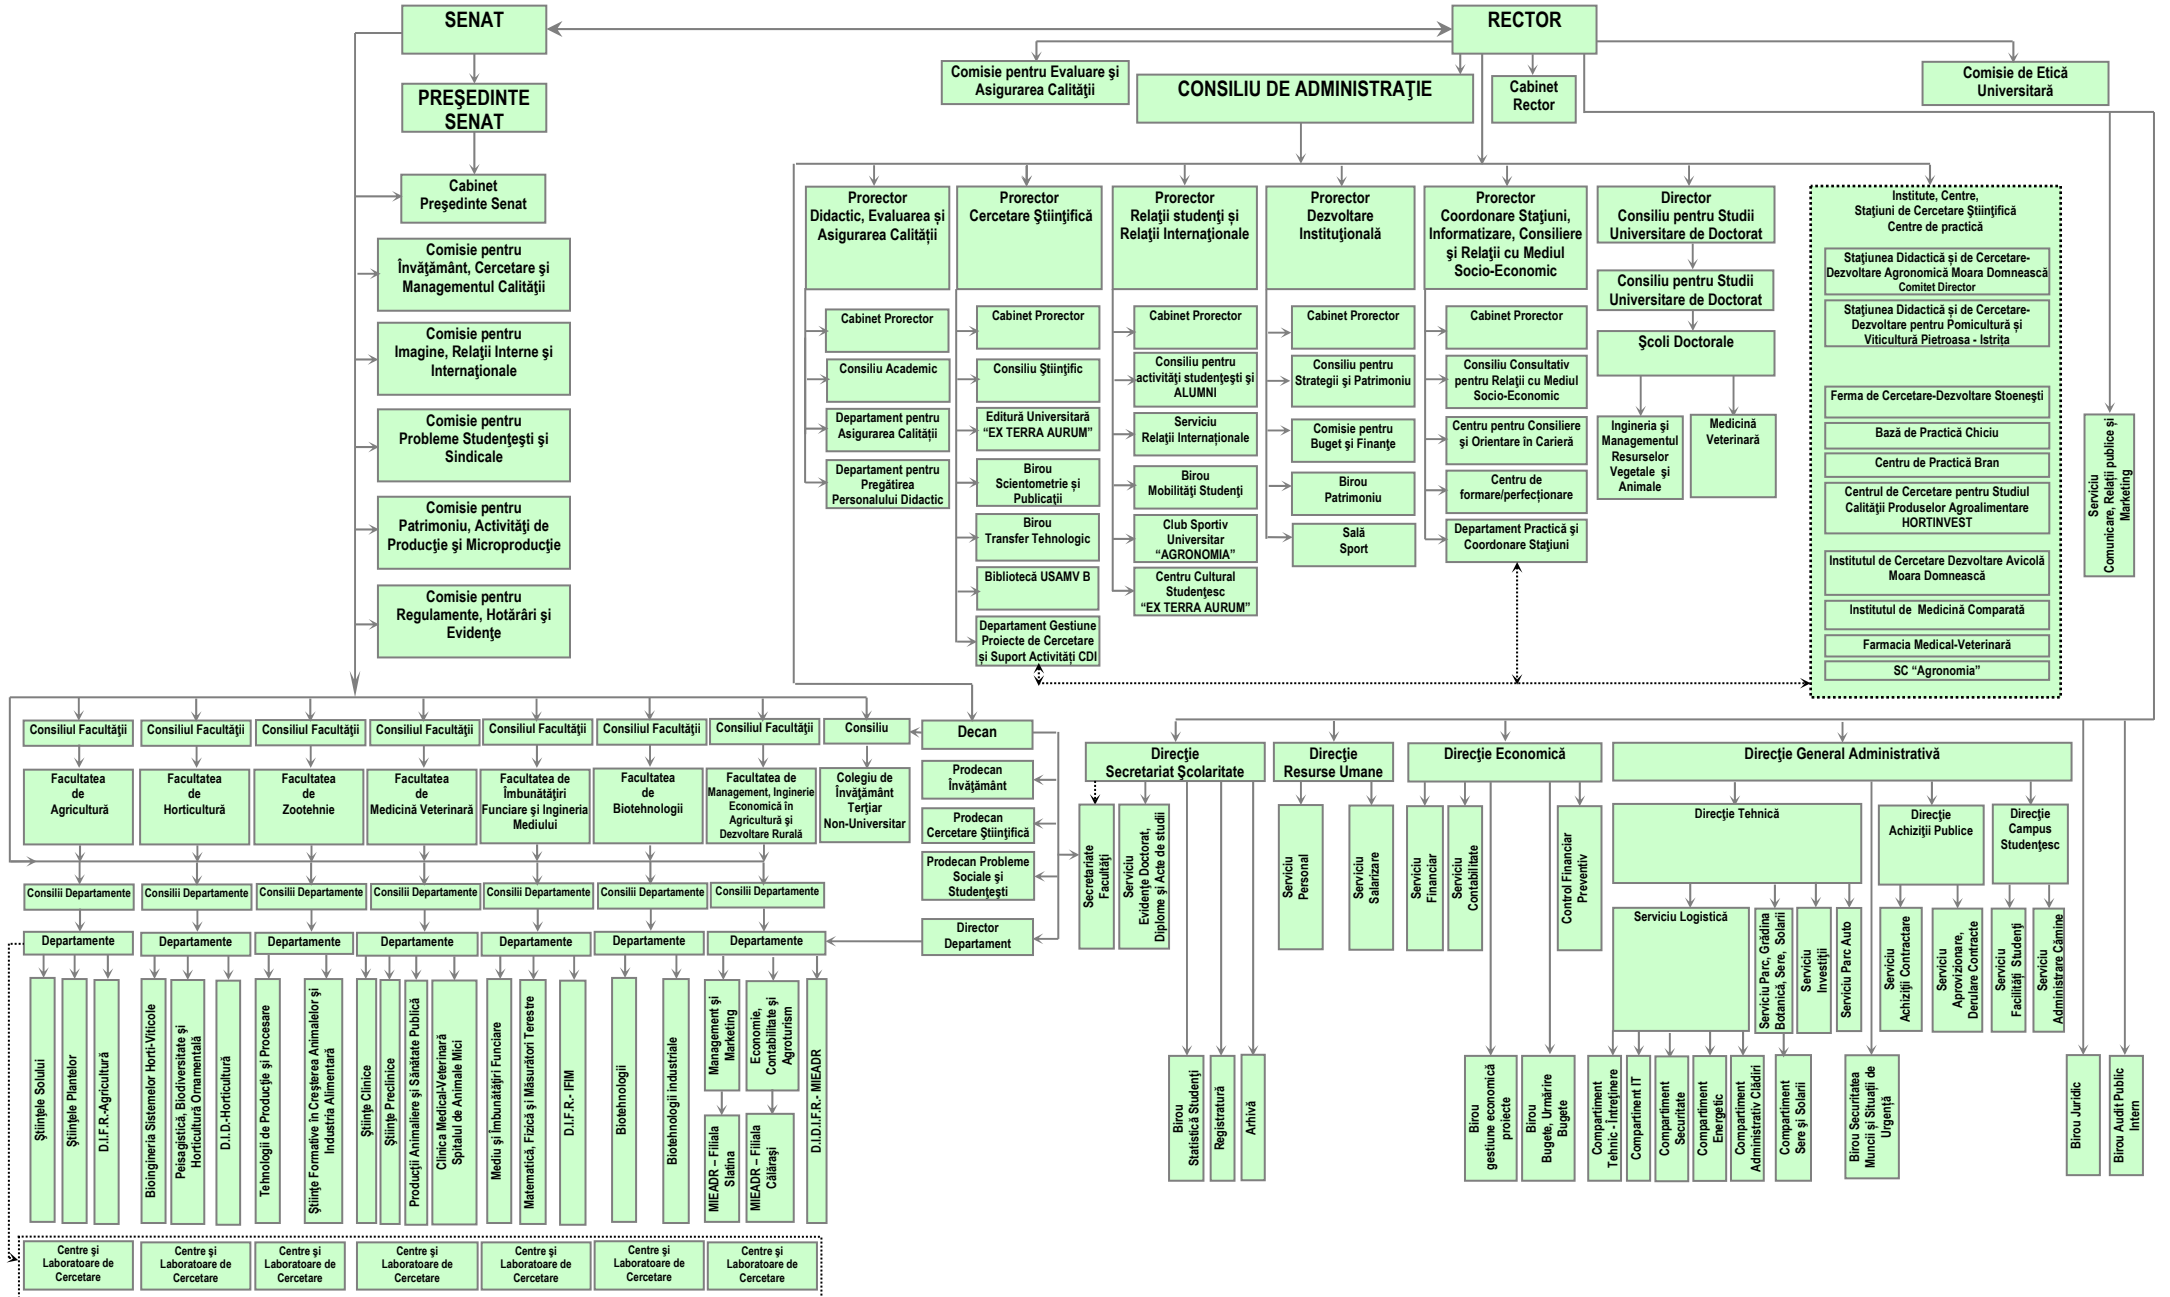 SENAT
RECTOR
Comisie pentru Evaluare şi
Asigurarea Calităţii
CONSILIU DE ADMINISTRAŢIE
Cabinet
Rector
Comisie de Etică
Universitară
PREŞEDINTE
SENAT
Cabinet
Preşedinte Senat
Comisie pentru
Învăţământ, Cercetare şi
Managementul Calităţii
Comisie pentru
Imagine, Relaţii Interne şi
Internaţionale
Comisie pentru
Probleme Studenţeşti şi
Sindicale
Comisie pentru
Patrimoniu, Activităţi de
Producţie şi Microproducţie
Comisie pentru
Regulamente, Hotărâri şi
Evidenţe
Prorector
Didactic, Evaluarea și
Asigurarea Calității
Cabinet Prorector
Consiliu Academic
Departament pentru
Asigurarea Calității
Departament pentru
Pregătirea
Personalului Didactic
Prorector
Cercetare Ştiinţifică
Cabinet Prorector
Consiliu Ştiinţific
Editură Universitară
“EX TERRA AURUM”
Birou
Scientometrie și
Publicaţii
Birou
Transfer Tehnologic
Bibliotecă USAMV B
Departament Gestiune
Proiecte de Cercetare
și Suport Activităţi CDI
Prorector
Relaţii studenţi și
Relaţii Internaţionale
Cabinet Prorector
Consiliu pentru
activităţi studenţeşti şi
ALUMNI
Serviciu
Relaţii Internaționale
Birou
Mobilităţi Studenţi
Club Sportiv
Universitar
“AGRONOMIA”
Centru Cultural
Studenţesc
“EX TERRA AURUM”
Prorector
Dezvoltare
Instituţională
Cabinet Prorector
Consiliu pentru
Strategii şi Patrimoniu
Comisie pentru
Buget şi Finanţe
Birou
Patrimoniu
Sală
Sport
Prorector
Coordonare Staţiuni,
Informatizare, Consiliere
şi Relaţii cu Mediul
Socio-Economic
Cabinet Prorector
Consiliu Consultativ
pentru Relaţii cu Mediul
Socio-Economic
Centru pentru Consiliere
şi Orientare în Carieră
Centru de
formare/perfecţionare
Departament Practică şi
Coordonare Staţiuni
Director
Consiliu pentru Studii
Universitare de Doctorat
Consiliu pentru Studii
Universitare de Doctorat
Şcoli Doctorale
Ingineria şi
Managementul
Resurselor
Vegetale şi
Animale
Medicină
Veterinară
Institute, Centre,
Staţiuni de Cercetare Ştiinţifică
Centre de practică
Staţiunea Didactică şi de Cercetare-
Dezvoltare Agronomică Moara Domnească
Comitet Director
Staţiunea Didactică şi de Cercetare-
Dezvoltare pentru Pomicultură şi
Viticultură Pietroasa - Istrița
Ferma de Cercetare-Dezvoltare Stoeneşti
Bază de Practică Chiciu
Centru de Practică Bran
Centrul de Cercetare pentru Studiul
Calităţii Produselor Agroalimentare
HORTINVEST
Institutul de Cercetare Dezvoltare Avicolă
Moara Domnească
Institutul de Medicină Comparată
Farmacia Medical-Veterinară
SC “Agronomia”
Serviciu
Comunicare, Relaţii publice și
Marketing
Consiliul Facultăţii
Consiliul Facultăţii
Consiliul Facultăţii
Consiliul Facultăţii
Consiliul Facultăţii
Consiliul Facultăţii
Consiliul Facultăţii
Consiliu
Decan
Facultatea
de
Agricultură
Facultatea
de
Horticultură
Facultatea
de
Zootehnie
Facultatea
de
Medicină Veterinară
Facultatea de
Îmbunătăţiri
Funciare şi Ingineria
Mediului
Facultatea
de
Biotehnologii
Facultatea de
Management, Inginerie
Economică în
Agricultură şi
Dezvoltare Rurală
Colegiu de
Învăţământ
Terţiar
Non-Universitar
Prodecan
Învăţământ
Prodecan
Cercetare Ştiinţifică
Prodecan Probleme
Sociale şi
Studenţeşti
Director
Departament
Consilii Departamente
Consilii Departamente
Consilii Departamente
Consilii Departamente
Consilii Departamente
Consilii Departamente
Consilii Departamente
Departamente
Departamente
Departamente
Departamente
Departamente
Departamente
Departamente
Ştiinţele Solului
Ştiinţele Plantelor
D.I.F.R.-Agricultură
Bioingineria Sistemelor Horti-Viticole
Peisagistică, Biodiversitate şi
Horticultură Ornamentală
D.I.D.-Horticultură
Tehnologii de Producţie şi Procesare
Ştiinţe Formative în Creşterea Animalelor şi
Industria Alimentară
Ştiinţe Clinice
Ştiinţe Preclinice
Producţii Animaliere şi Sănătate Publică
Clinica Medical-Veterinară
Spitalul de Animale Mici
Mediu şi Îmbunătăţiri Funciare
Matematică, Fizică şi Măsurători Terestre
D.I.F.R.- IFIM
Biotehnologii
Biotehnologii industriale
Management şi
Marketing
Economie,
Contabilitate şi
Agroturism
MIEADR – Filiala
Slatina
MIEADR – Filiala
Călăraşi
D.I.D.I.F.R.- MIEADR
Centre şi
Laboratoare de
Cercetare
Centre şi
Laboratoare de
Cercetare
Centre şi
Laboratoare de
Cercetare
Centre şi
Laboratoare de
Cercetare
Centre şi
Laboratoare de
Cercetare
Centre şi
Laboratoare de
Cercetare
Centre şi
Laboratoare de
Cercetare
Direcţie
Secretariat Şcolaritate
Secretariate
Facultăţi
Serviciu
Evidenţe Doctorat,
Diplome şi Acte de studii
Birou
Statistică Studenţi
Registratură
Arhivă
Direcţie
Resurse Umane
Serviciu
Personal
Serviciu
Salarizare
Direcţie Economică
Serviciu
Financiar
Serviciu
Contabilitate
Control Financiar
Preventiv
Birou
gestiune economică
proiecte
Birou
Bugete, Urmărire
Bugete
Direcţie General Administrativă
Direcţie Tehnică
Direcţie
Achiziţii Publice
Direcţie
Campus
Studenţesc
Serviciu Logistică
Serviciu Parc, Grădina
Botanică, Sere, Solarii
Serviciu
Investiţii
Serviciu Parc Auto
Serviciu
Achiziţii Contractare
Serviciu
Aprovizionare,
Derulare Contracte
Serviciu
Facilităţi Studenţi
Serviciu
Administrare Cămine
Compartiment
Tehnic - Întreţinere
Compartinent IT
Compartiment
Securitate
Compartiment
Energetic
Compartiment
Administrativ Clădiri
Compartiment
Sere şi Solarii
Birou Securitatea
Muncii şi Situaţii de
Urgenţă
Birou Juridic
Birou Audit Public
Intern